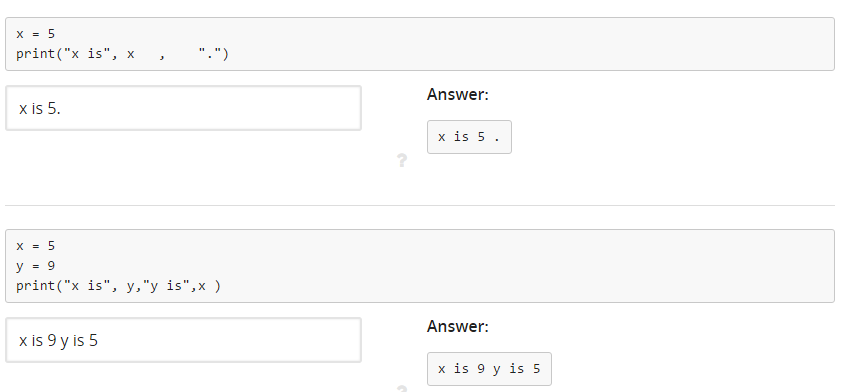 x = 5
print("x is", x   ,    ".")
x is 5.
Answer:
x is 5 .
?
x = 5
y = 9
print("x is", y,"y is",x )
x is 9 y is 5
Answer:
x is 9 y is 5
?